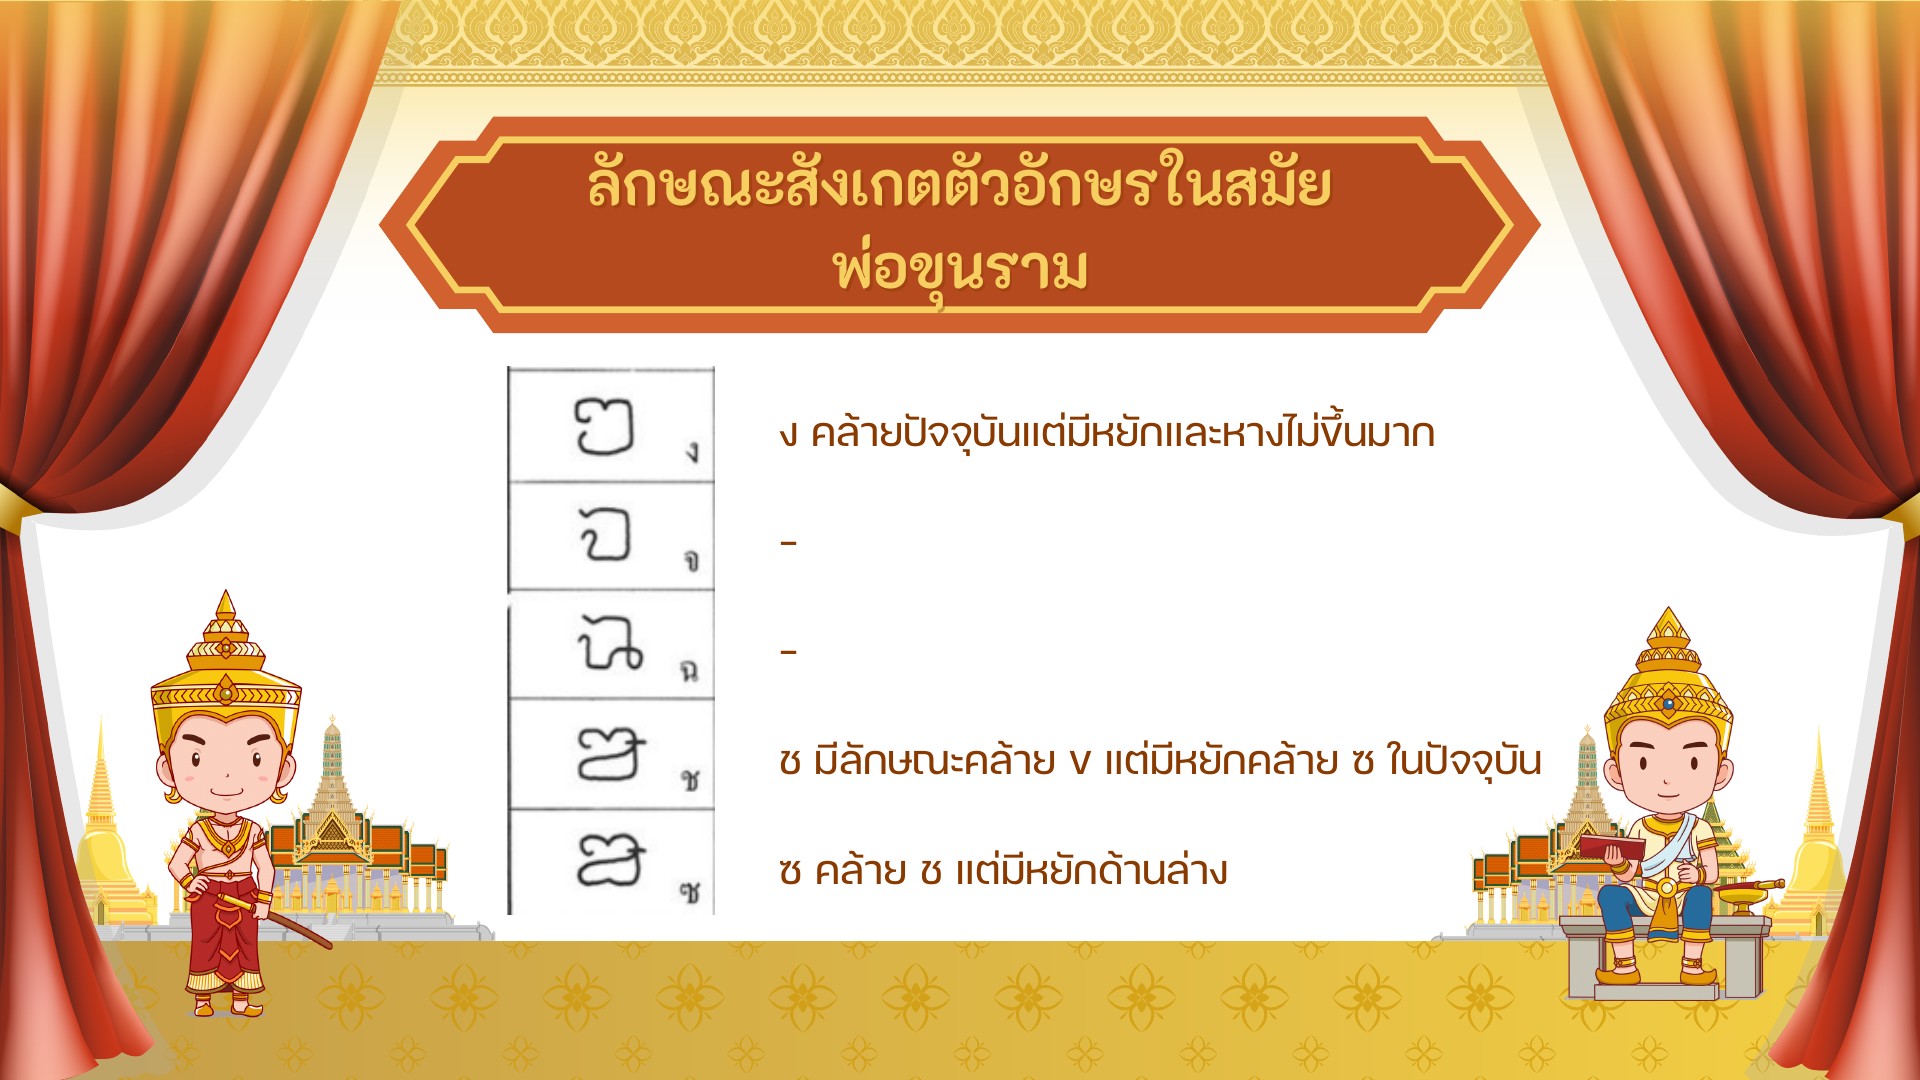 ลักษณะสังเกตตัวอักษรในสมัย
พ่อขุนราม
ง
ง คล้ายปัจจุบันแต่มีหยักและหางไม่ขึ้นมาก
จ
-
ฉ
-
ช
ช มีลักษณะคล้าย v แต่มีหยักคล้าย ซ ในปัจจุบัน
ซ
ซ คล้าย ช แต่มีหยักด้านล่าง